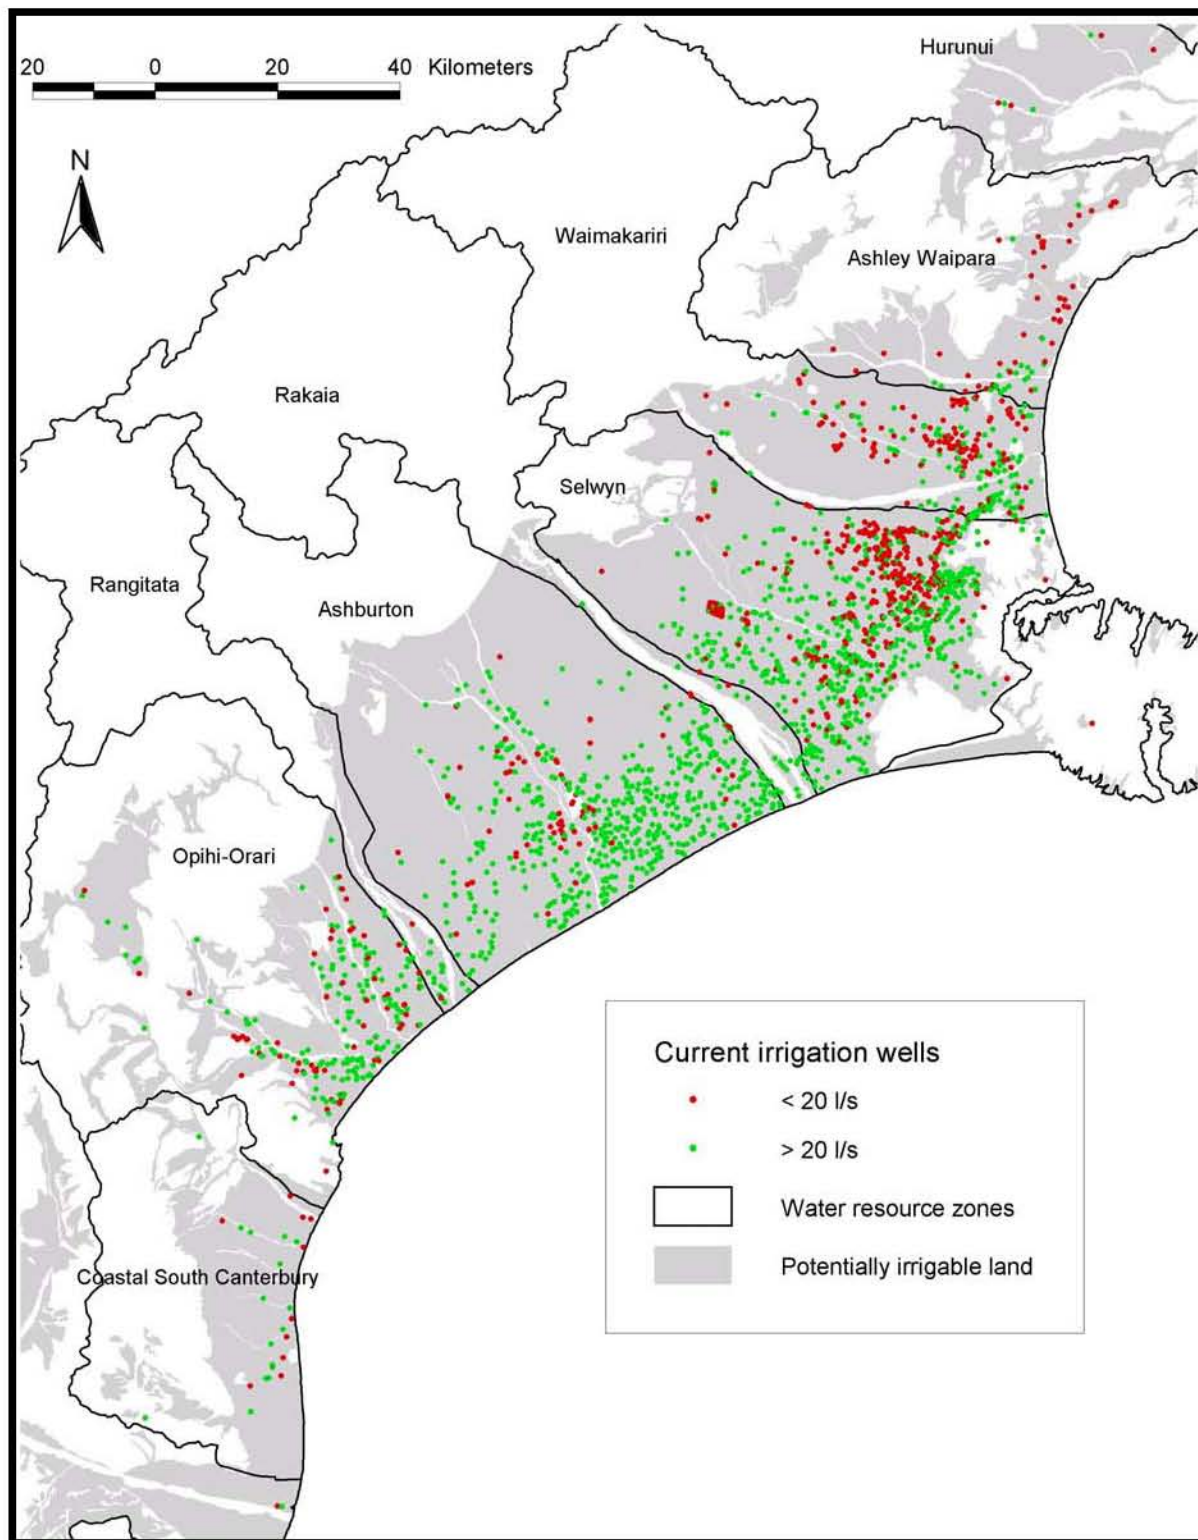 Hurunui
20 0 20 40 Kilometers
N
Waimakariri
Ashley Waipara
Rakaia
Selwyn
Rangitata
Ashburton
Opihi-Orari
Coastal South Canterbury
Current irrigation wells
< 20 l/s
> 20 l/s
Water resource zones
Potentially irrigable land